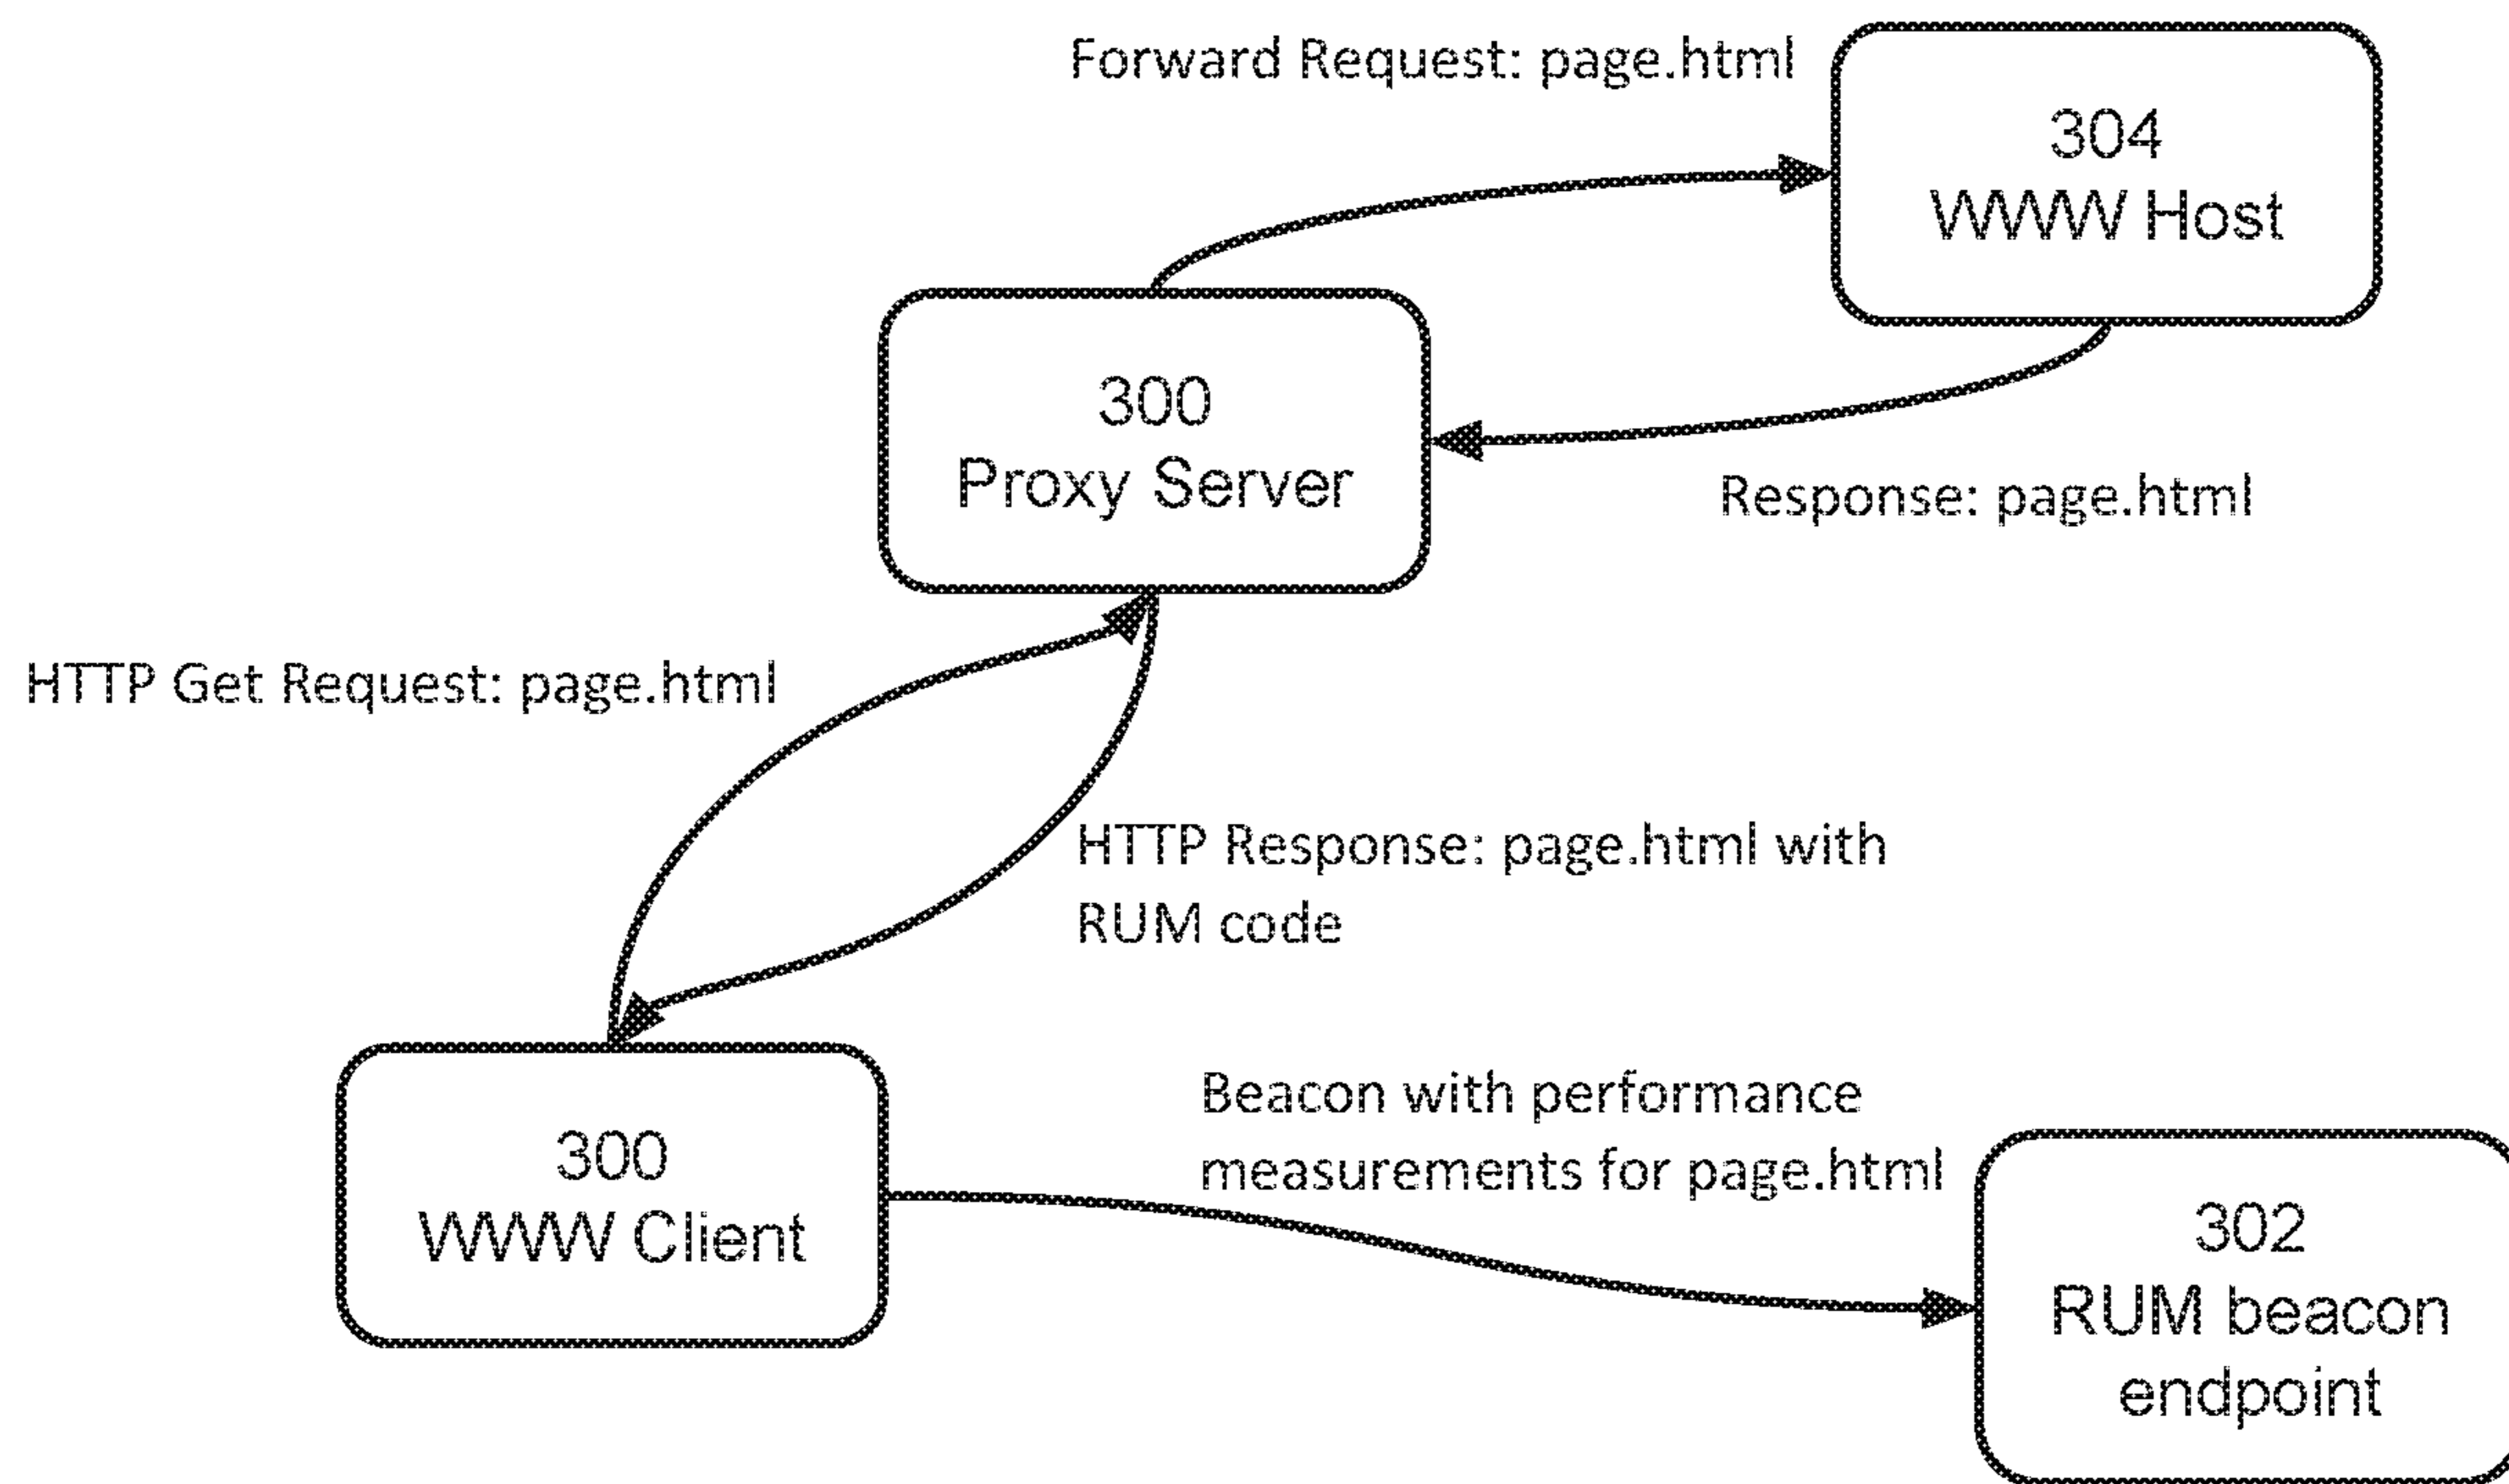 Forward Request: page.html
304
WWW Host
300
Proxy Server
Response: page.html
HTTP Get Request: page.html
HTTP Response: page.html with
RUM code
300
WWW Client
Beacon with performance
measurements for page.html
302
RUM beacon
endpoint